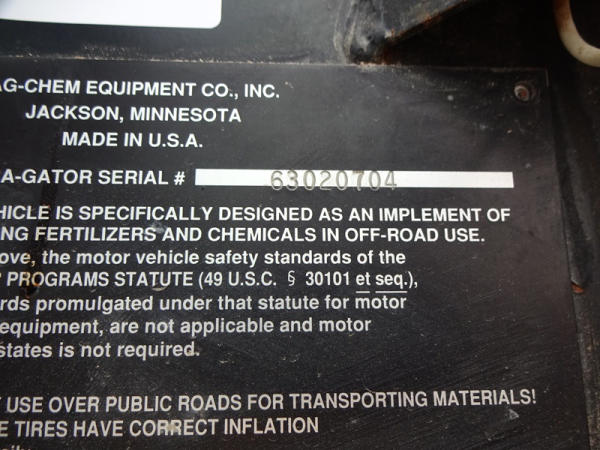 AG-CHEM EQUIPMENT CO., INC.
JACKSON, MINNESOTA
MADE IN U.S.A.
A-GATOR SERIAL # 63020704
HICLE IS SPECIFICALLY DESIGNED AS AN IMPLEMENT OF
NG FERTILIZERS AND CHEMICALS IN OFF-ROAD USE.
ove, the motor vehicle safety standards of the
PROGRAMS STATUTE (49 U.S.C. § 30101 et seq.),
rds promulgated under that statute for motor
equipment, are not applicable and motor
states is not required.
USE OVER PUBLIC ROADS FOR TRANSPORTING MATERIALS!
E TIRES HAVE CORRECT INFLATION